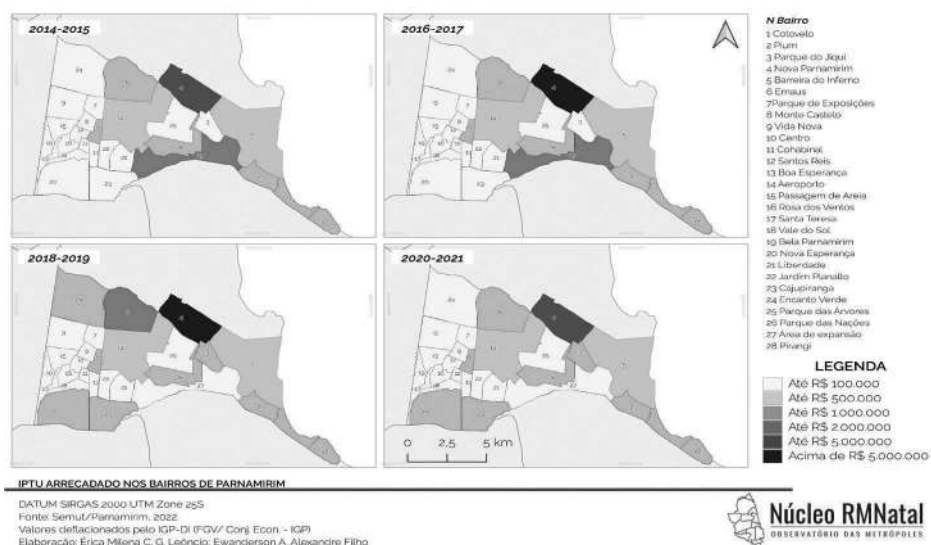 2014-2015
2016-2017
2018-2019
2020-2021
0 2,5 5 km
N Bairro
1 Cotovelo
2 Pium
3 Parque do Jiqui
4 Nova Parnamirim
5 Barreira do Inferno
6 Emaus
7Parque de Exposições
8 Monte Castelo
9 Vida Nova
10 Centro
11 Cohabinal
12 Santos Reis
13 Boa Esperança
14 Aeroporto
15 Passagem de Areia
16 Rosa dos Ventos
17 Santa Teresa
18 Vale do Sol
19 Bela Parnamirim
20 Nova Esperança
21 Liberdade
22 Jardim Planalto
23 Cajupiranga
24 Encanto Verde
25 Parque das Árvores
26 Parque das Nações
27 Área de expansão
28 Pirangi
LEGENDA
Até R$ 100.000
Até R$ 500.000
Até R$ 1.000.000
Até R$ 2.000.000
Até R$ 5.000.000
Acima de R$ 5.000.000
IPTU ARRECADADO NOS BAIRROS DE PARNAMIRIM
DATUM SIRGAS 2000 UTM Zone 25S
Fonte: Semut/Parnamirim, 2022
Valores deflacionados pelo IGP-DI (FGV/ Conj. Econ. - IGP)
Elaboração: Érica Milena C. G. Leôncio; Ewanderson A. Alexandre Filho
Núcleo RMNatal
OBSERVATÓRIO DAS METRÓPOLES